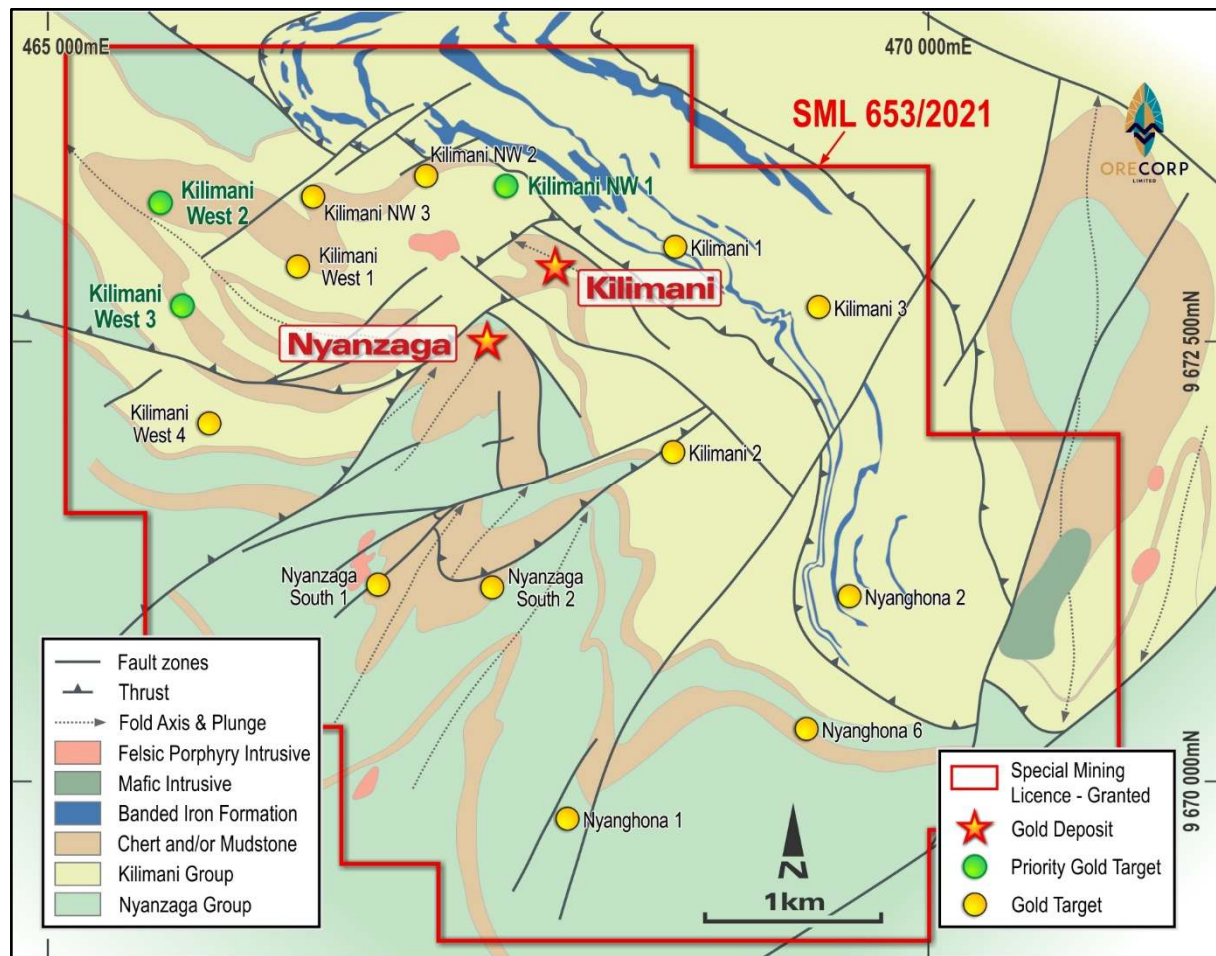 465 000mE
470 000mE
SML 653/2021
ORECORP
LIMITED
Kilimani NW 2
Kilimani NW 1
Kilimani
West 2
Kilimani NW 3
Kilimani
West 1
Kilimani 1
Kilimani
Kilimani
West 3
Kilimani 3
Nyanzaga
9 672 500mN
Kilimani
West 4
Kilimani 2
Nyanzaga
South 1
Nyanzaga
South 2
Nyanghona 2
Nyanghona 6
Nyanghona 1
9 670 000mN
Fault zones
Thrust
Fold Axis & Plunge
Felsic Porphyry Intrusive
Mafic Intrusive
Banded Iron Formation
Chert and/or Mudstone
Kilimani Group
Nyanzaga Group
N
1km
Special Mining
Licence - Granted
Gold Deposit
Priority Gold Target
Gold Target